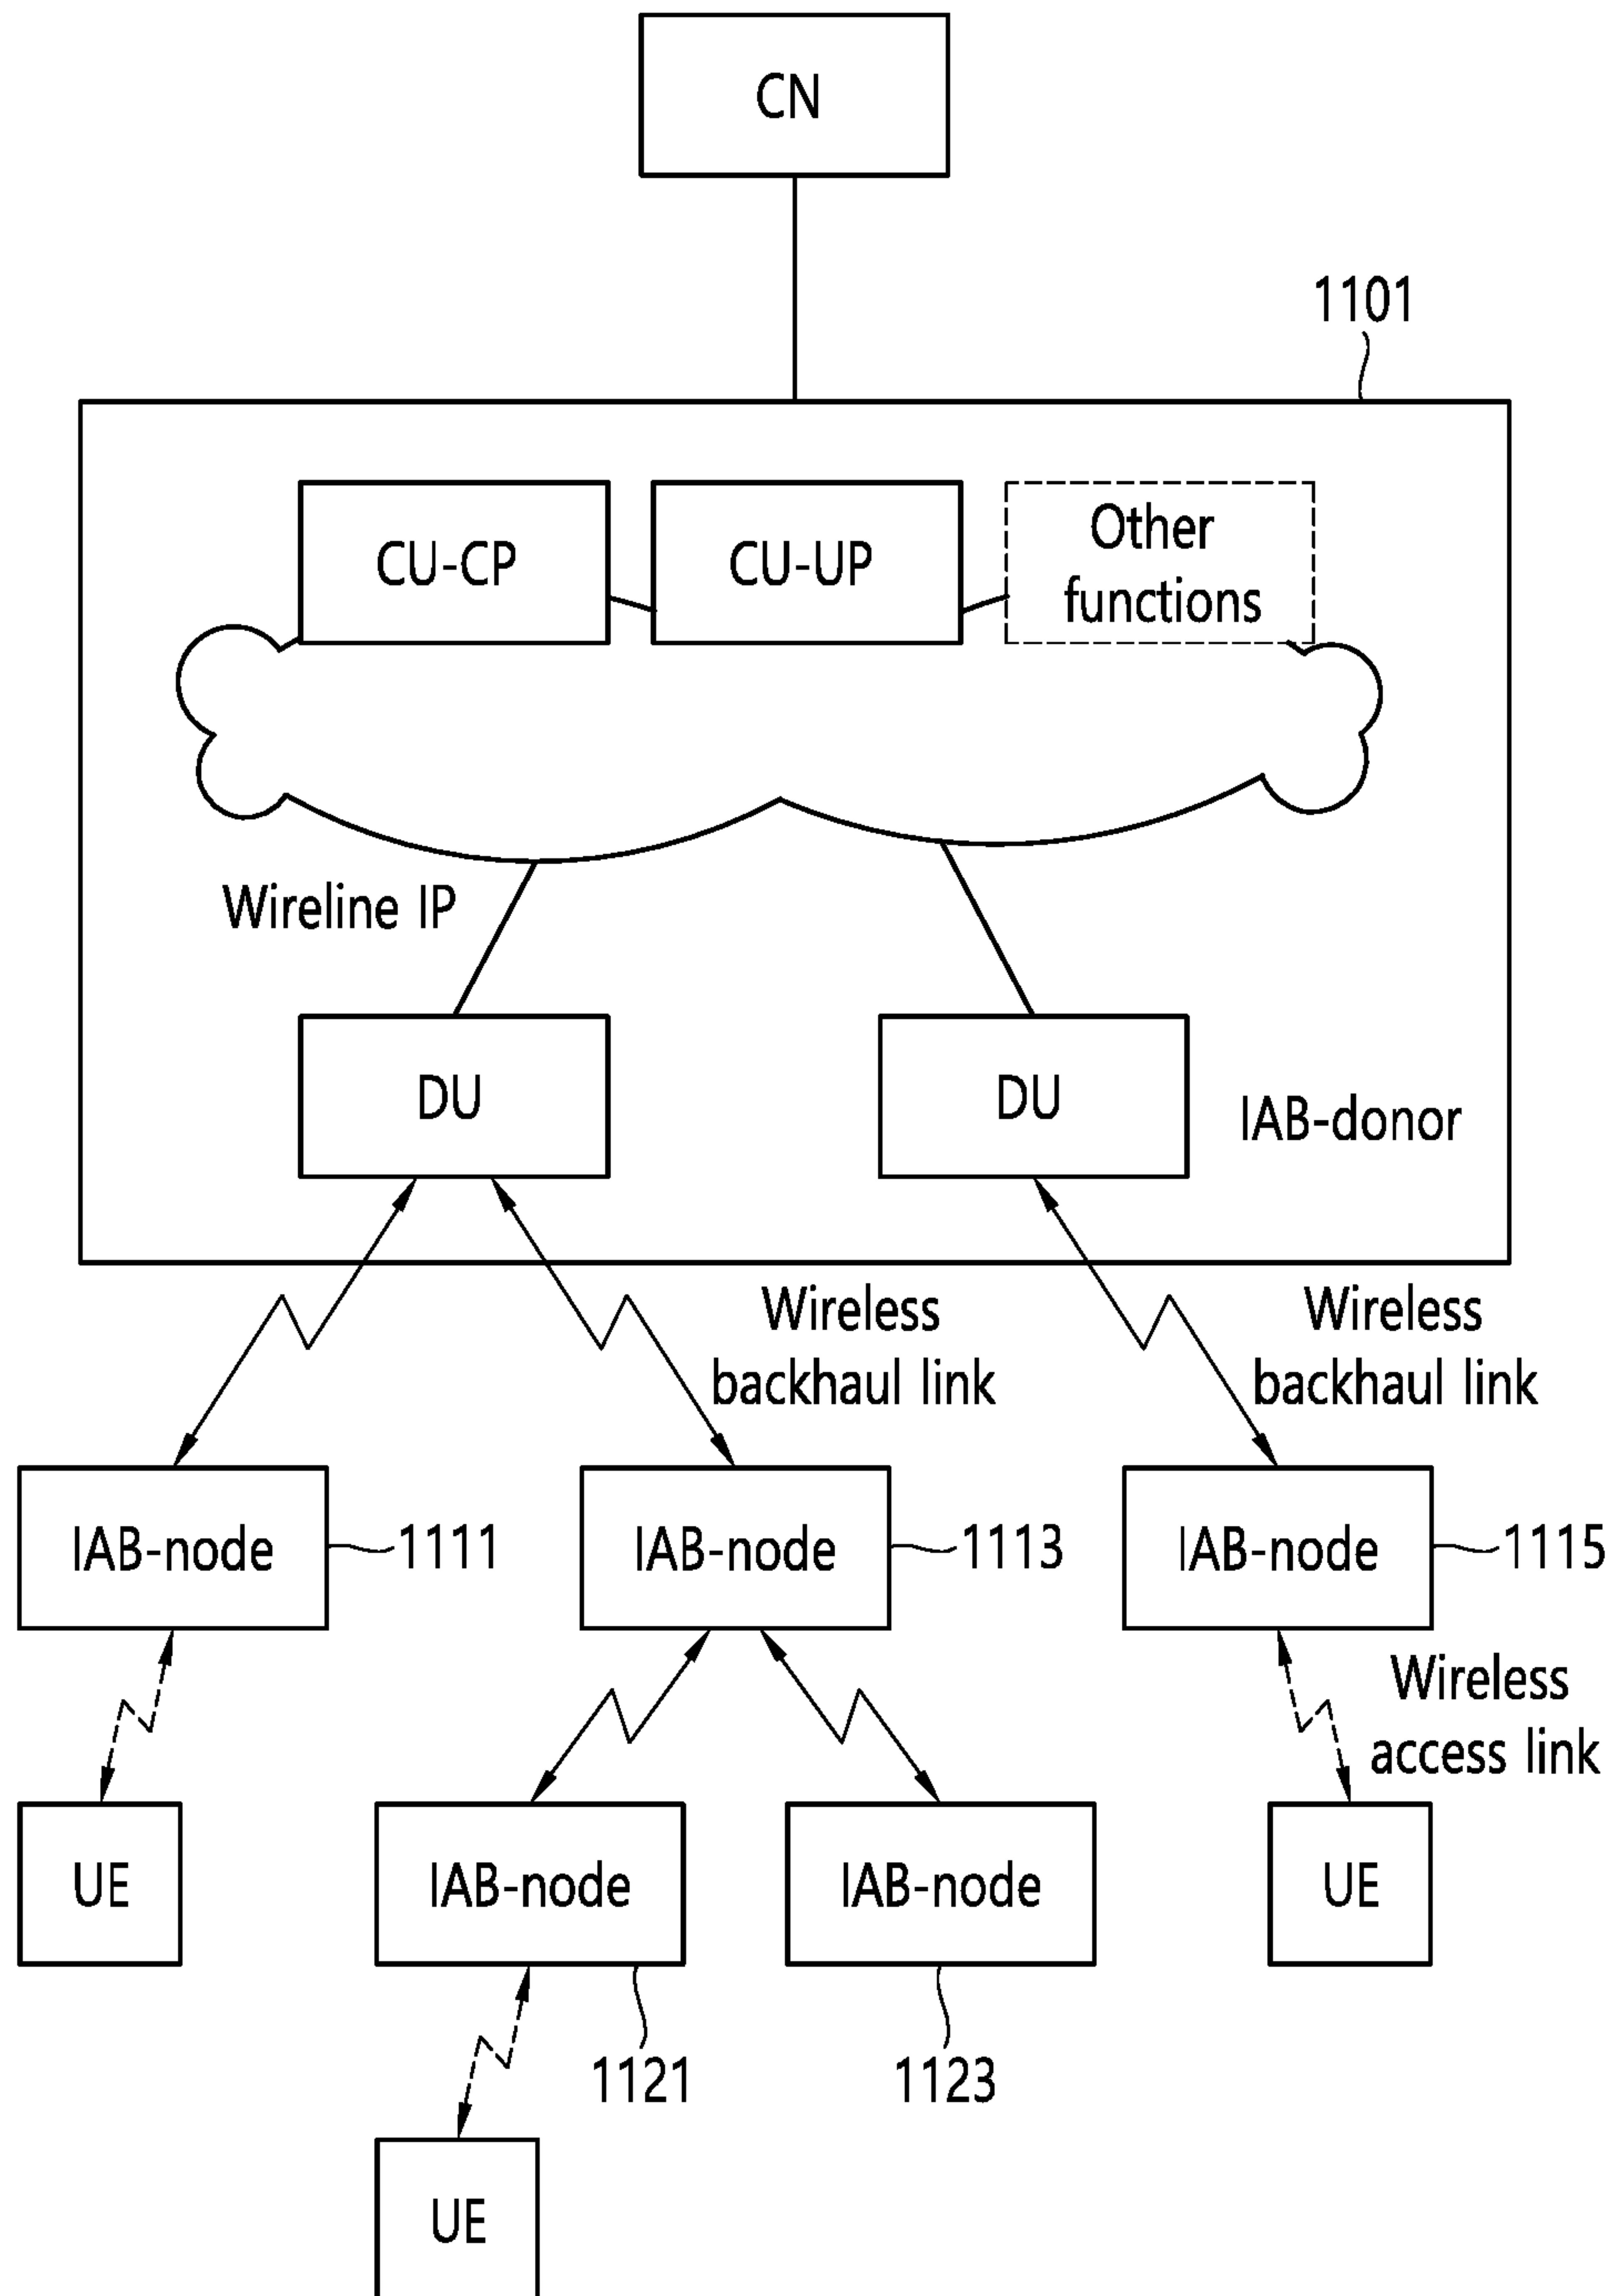 CN
1101
CU-CP
CU-UP
Other
functions
Wireline IP
DU
DU
IAB-donor
Wireless
backhaul link
Wireless
backhaul link
IAB-node
1111
IAB-node
1113
IAB-node
1115
Wireless
access link
UE
IAB-node
IAB-node
UE
1121
1123
UE